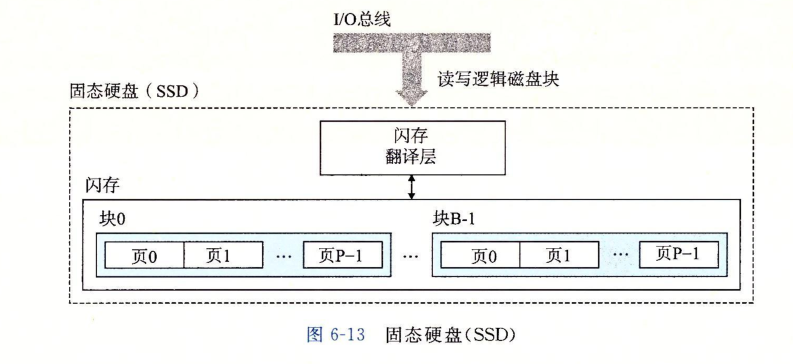 I/O总线
读写逻辑磁盘块
固态硬盘（SSD）
闪存
翻译层
闪存
块0
块B-1
页0 页1 … 页P-1 … 页0 页1 … 页P-1
图 6-13 固态硬盘(SSD)